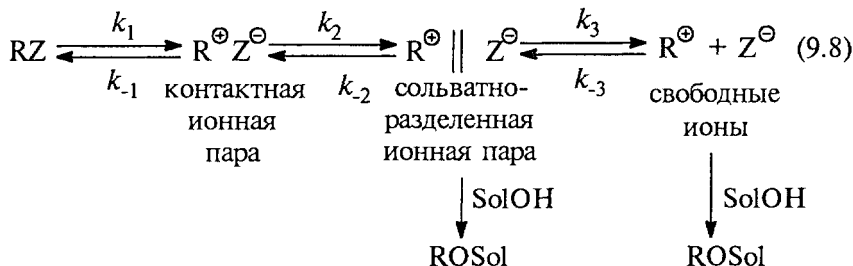 k₁ k₂ k₃
RZ R⊕Z⊖ R⊕ || Z⊖ R⊕ + Z⊖ (9.8)
k₋₁ k₋₂ k₋₃
контактная ионная пара
сольватно-разделенная ионная пара
свободные ионы
SolOH SolOH
ROSol ROSol